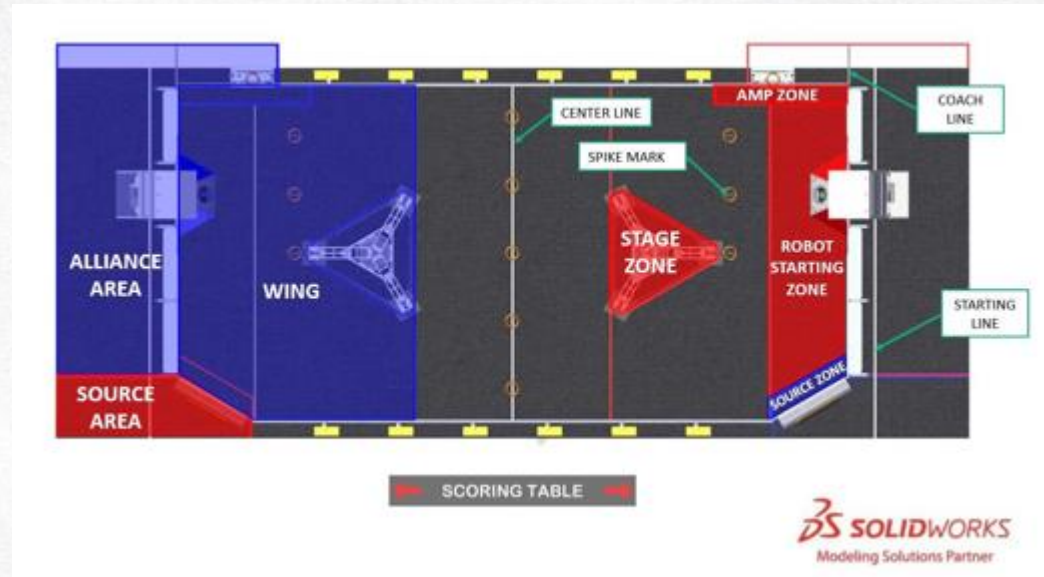 AMP ZONE
COACH
LINE
CENTER LINE
SPIKE MARK
ALLIANCE
AREA
WING
STAGE
ZONE
ROBOT
STARTING
ZONE
STARTING
LINE
SOURCE
AREA
SOURCE ZONE
SCORING TABLE
SOLIDWORKS
Modeling Solutions Partner